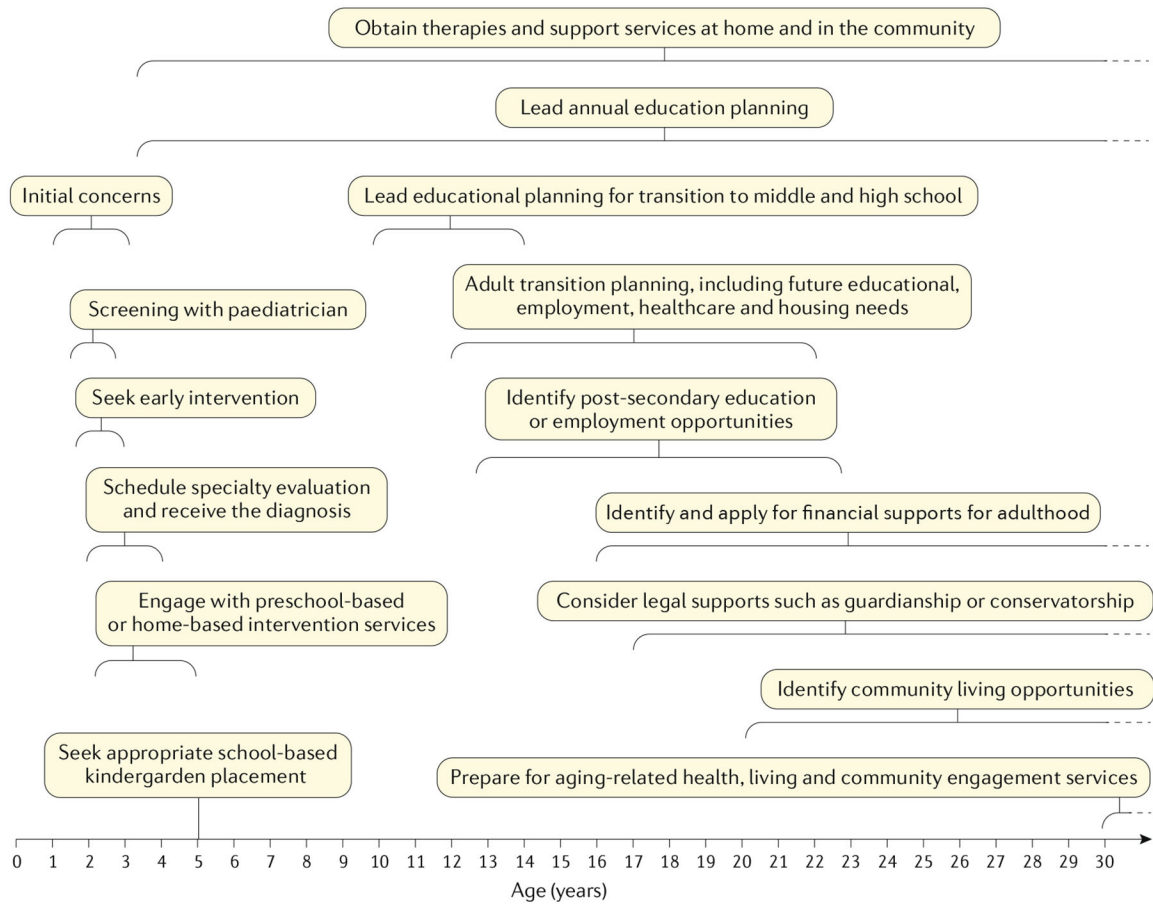 Obtain therapies and support services at home and in the community
Lead annual education planning
Initial concerns
Lead educational planning for transition to middle and high school
Adult transition planning, including future educational,
employment, healthcare and housing needs
Screening with paediatrician
Seek early intervention
Identify post-secondary education
or employment opportunities
Schedule specialty evaluation
and receive the diagnosis
Identify and apply for financial supports for adulthood
Engage with preschool-based
or home-based intervention services
Consider legal supports such as guardianship or conservatorship
Identify community living opportunities
Seek appropriate school-based
kindergarden placement
Prepare for aging-related health, living and community engagement services
0 1 2 3 4 5 6 7 8 9 10 11 12 13 14 15 16 17 18 19 20 21 22 23 24 25 26 27 28 29 30
Age (years)